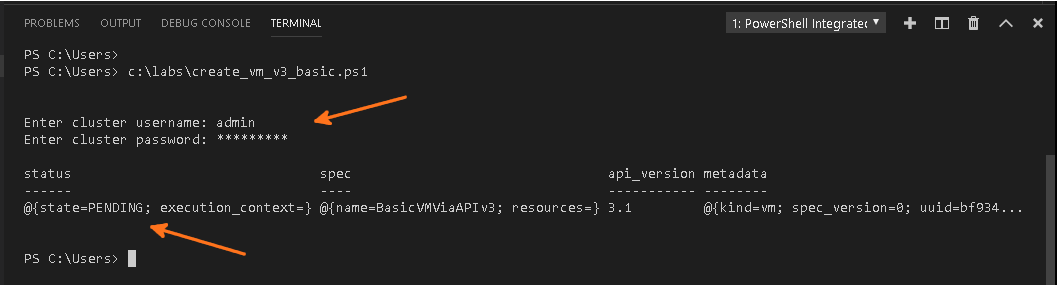 PROBLEMS OUTPUT DEBUG CONSOLE TERMINAL 1: PowerShell Integrated
PS C:\Users>
PS C:\Users> c:\labs\create_vm_v3_basic.ps1
Enter cluster username: admin
Enter cluster password: *********
status spec api_version metadata
------ ---- ----------- --------
@{state=PENDING; execution_context=} @{name=BasicVMViaAPIv3; resources=} 3.1 @{kind=vm; spec_version=0; uuid=bf934...
PS C:\Users>